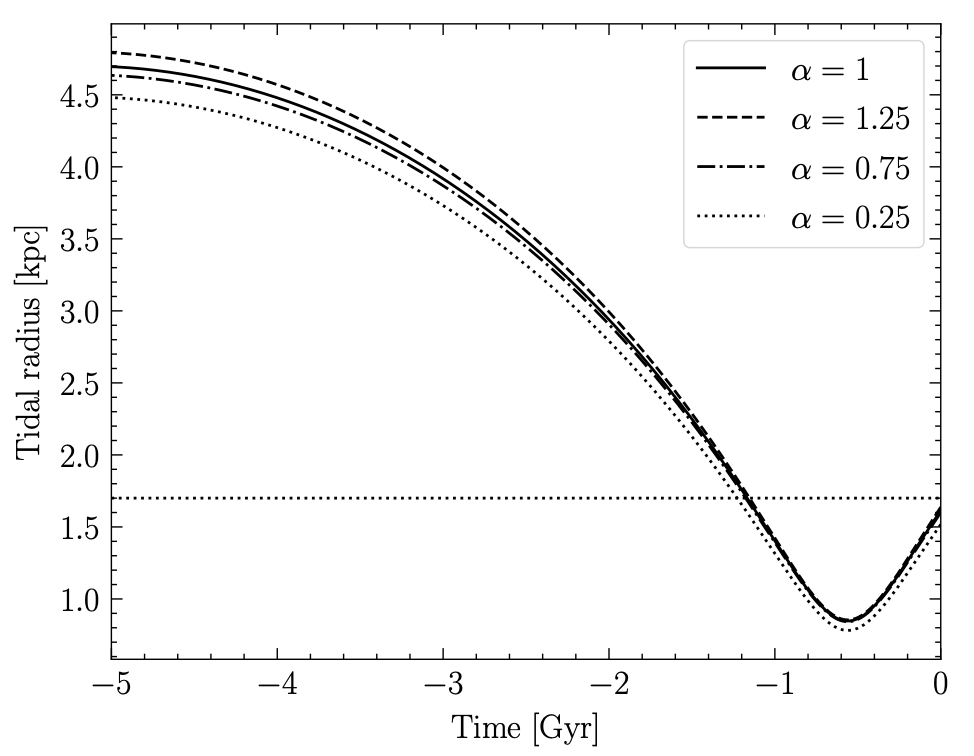 α = 1
α = 1.25
α = 0.75
α = 0.25
4.5
4.0
3.5
3.0
2.5
2.0
1.5
1.0
Tidal radius [kpc]
−5 −4 −3 −2 −1 0
Time [Gyr]